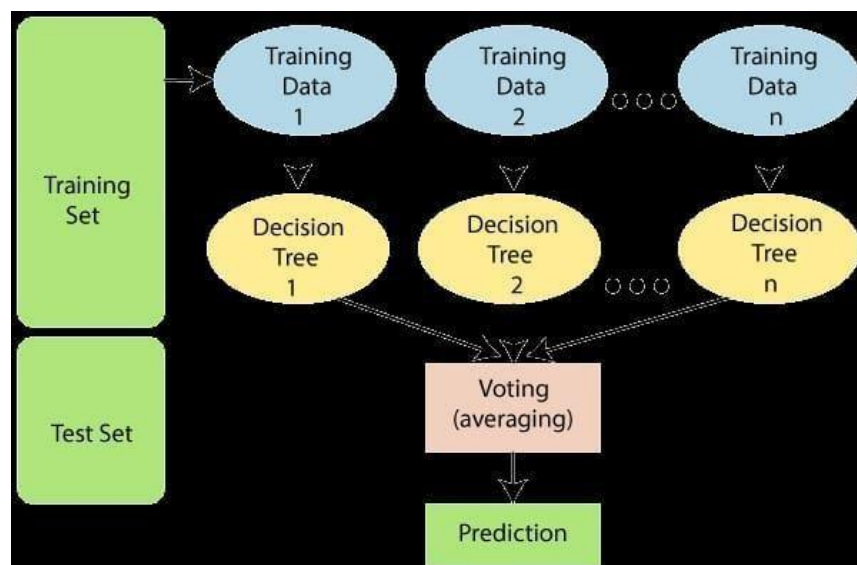 Training
Set
Test Set
Training
Data
1
Training
Data
2
Training
Data
n
Decision
Tree
1
Decision
Tree
2
Decision
Tree
n
Voting
(averaging)
Prediction